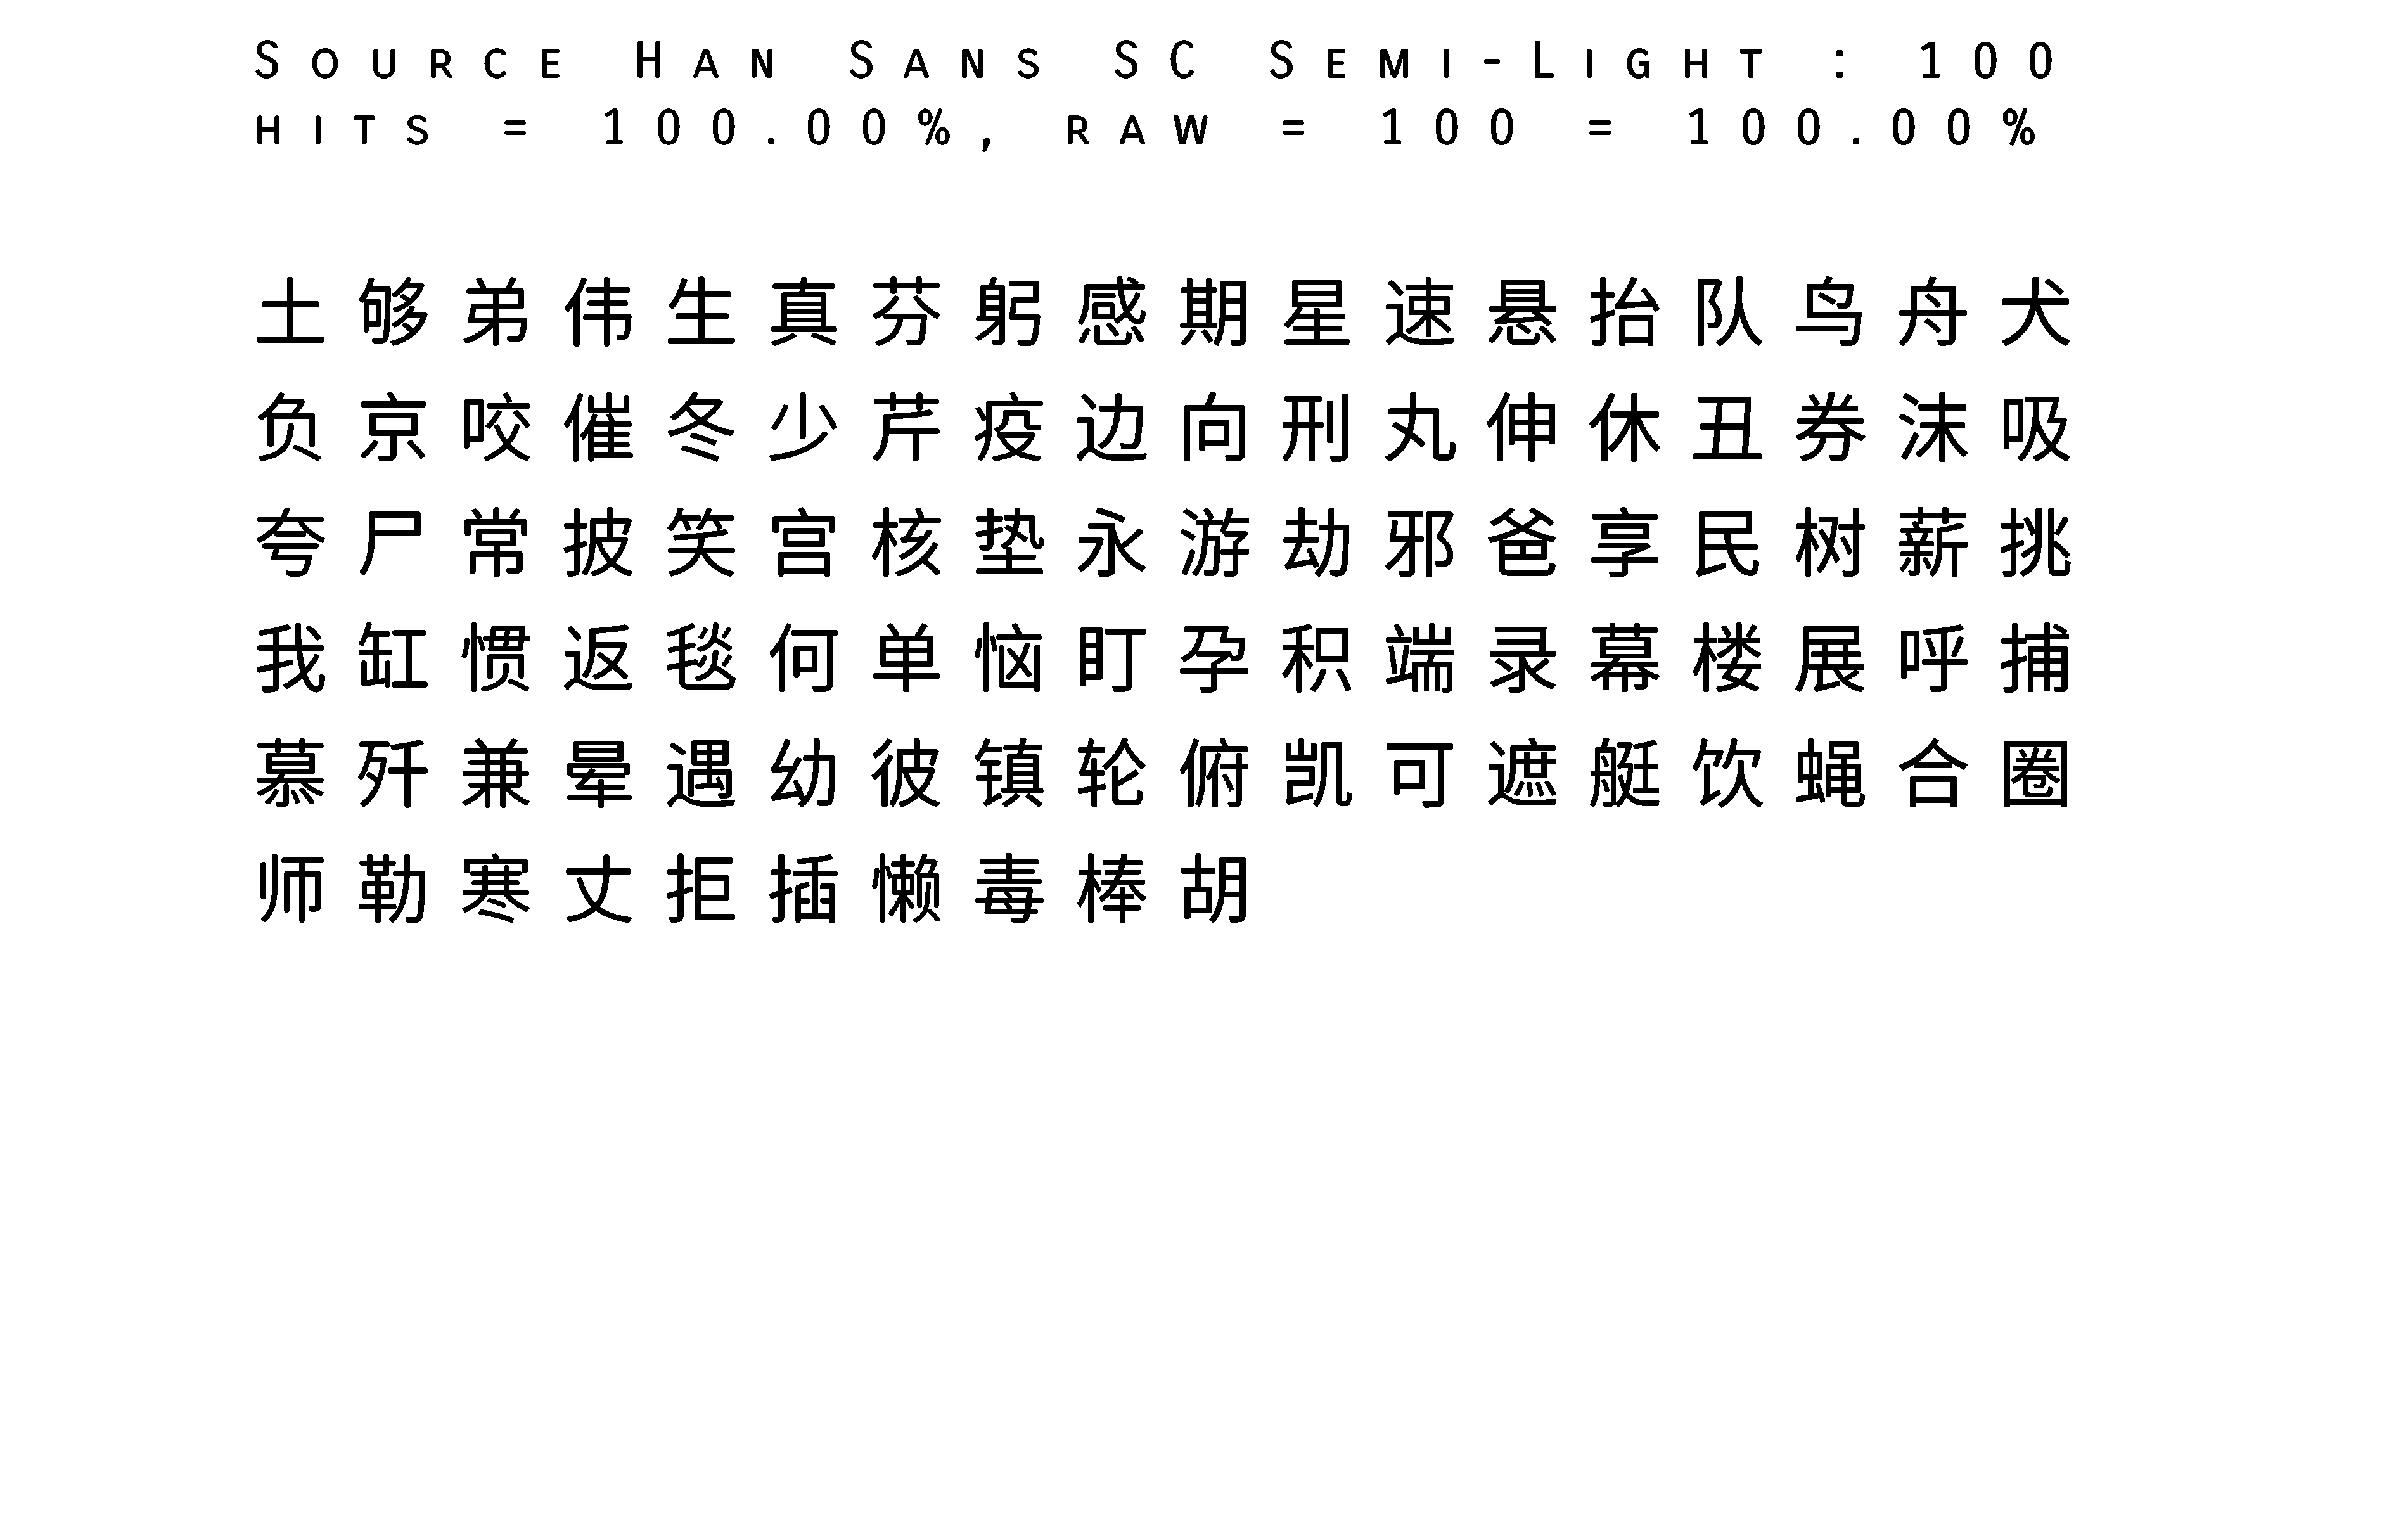 Source Han Sans SC Semi-Light : 100
hits = 100.00%, raw = 100 = 100.00%
土够弟伟生真芬躬感期星速悬抬队鸟舟犬
负京咬催冬少芹疫边向刑丸伸休丑券沫吸
夸尸常披笑宫核垫永游劫邪爸享民树薪挑
我缸惯返毯何单恼盯孕积端录幕楼展呼捕
慕歼兼晕遇幼彼镇轮俯凯可遮艇饮蝇合圈
师勒寒丈拒插懒毒棒胡